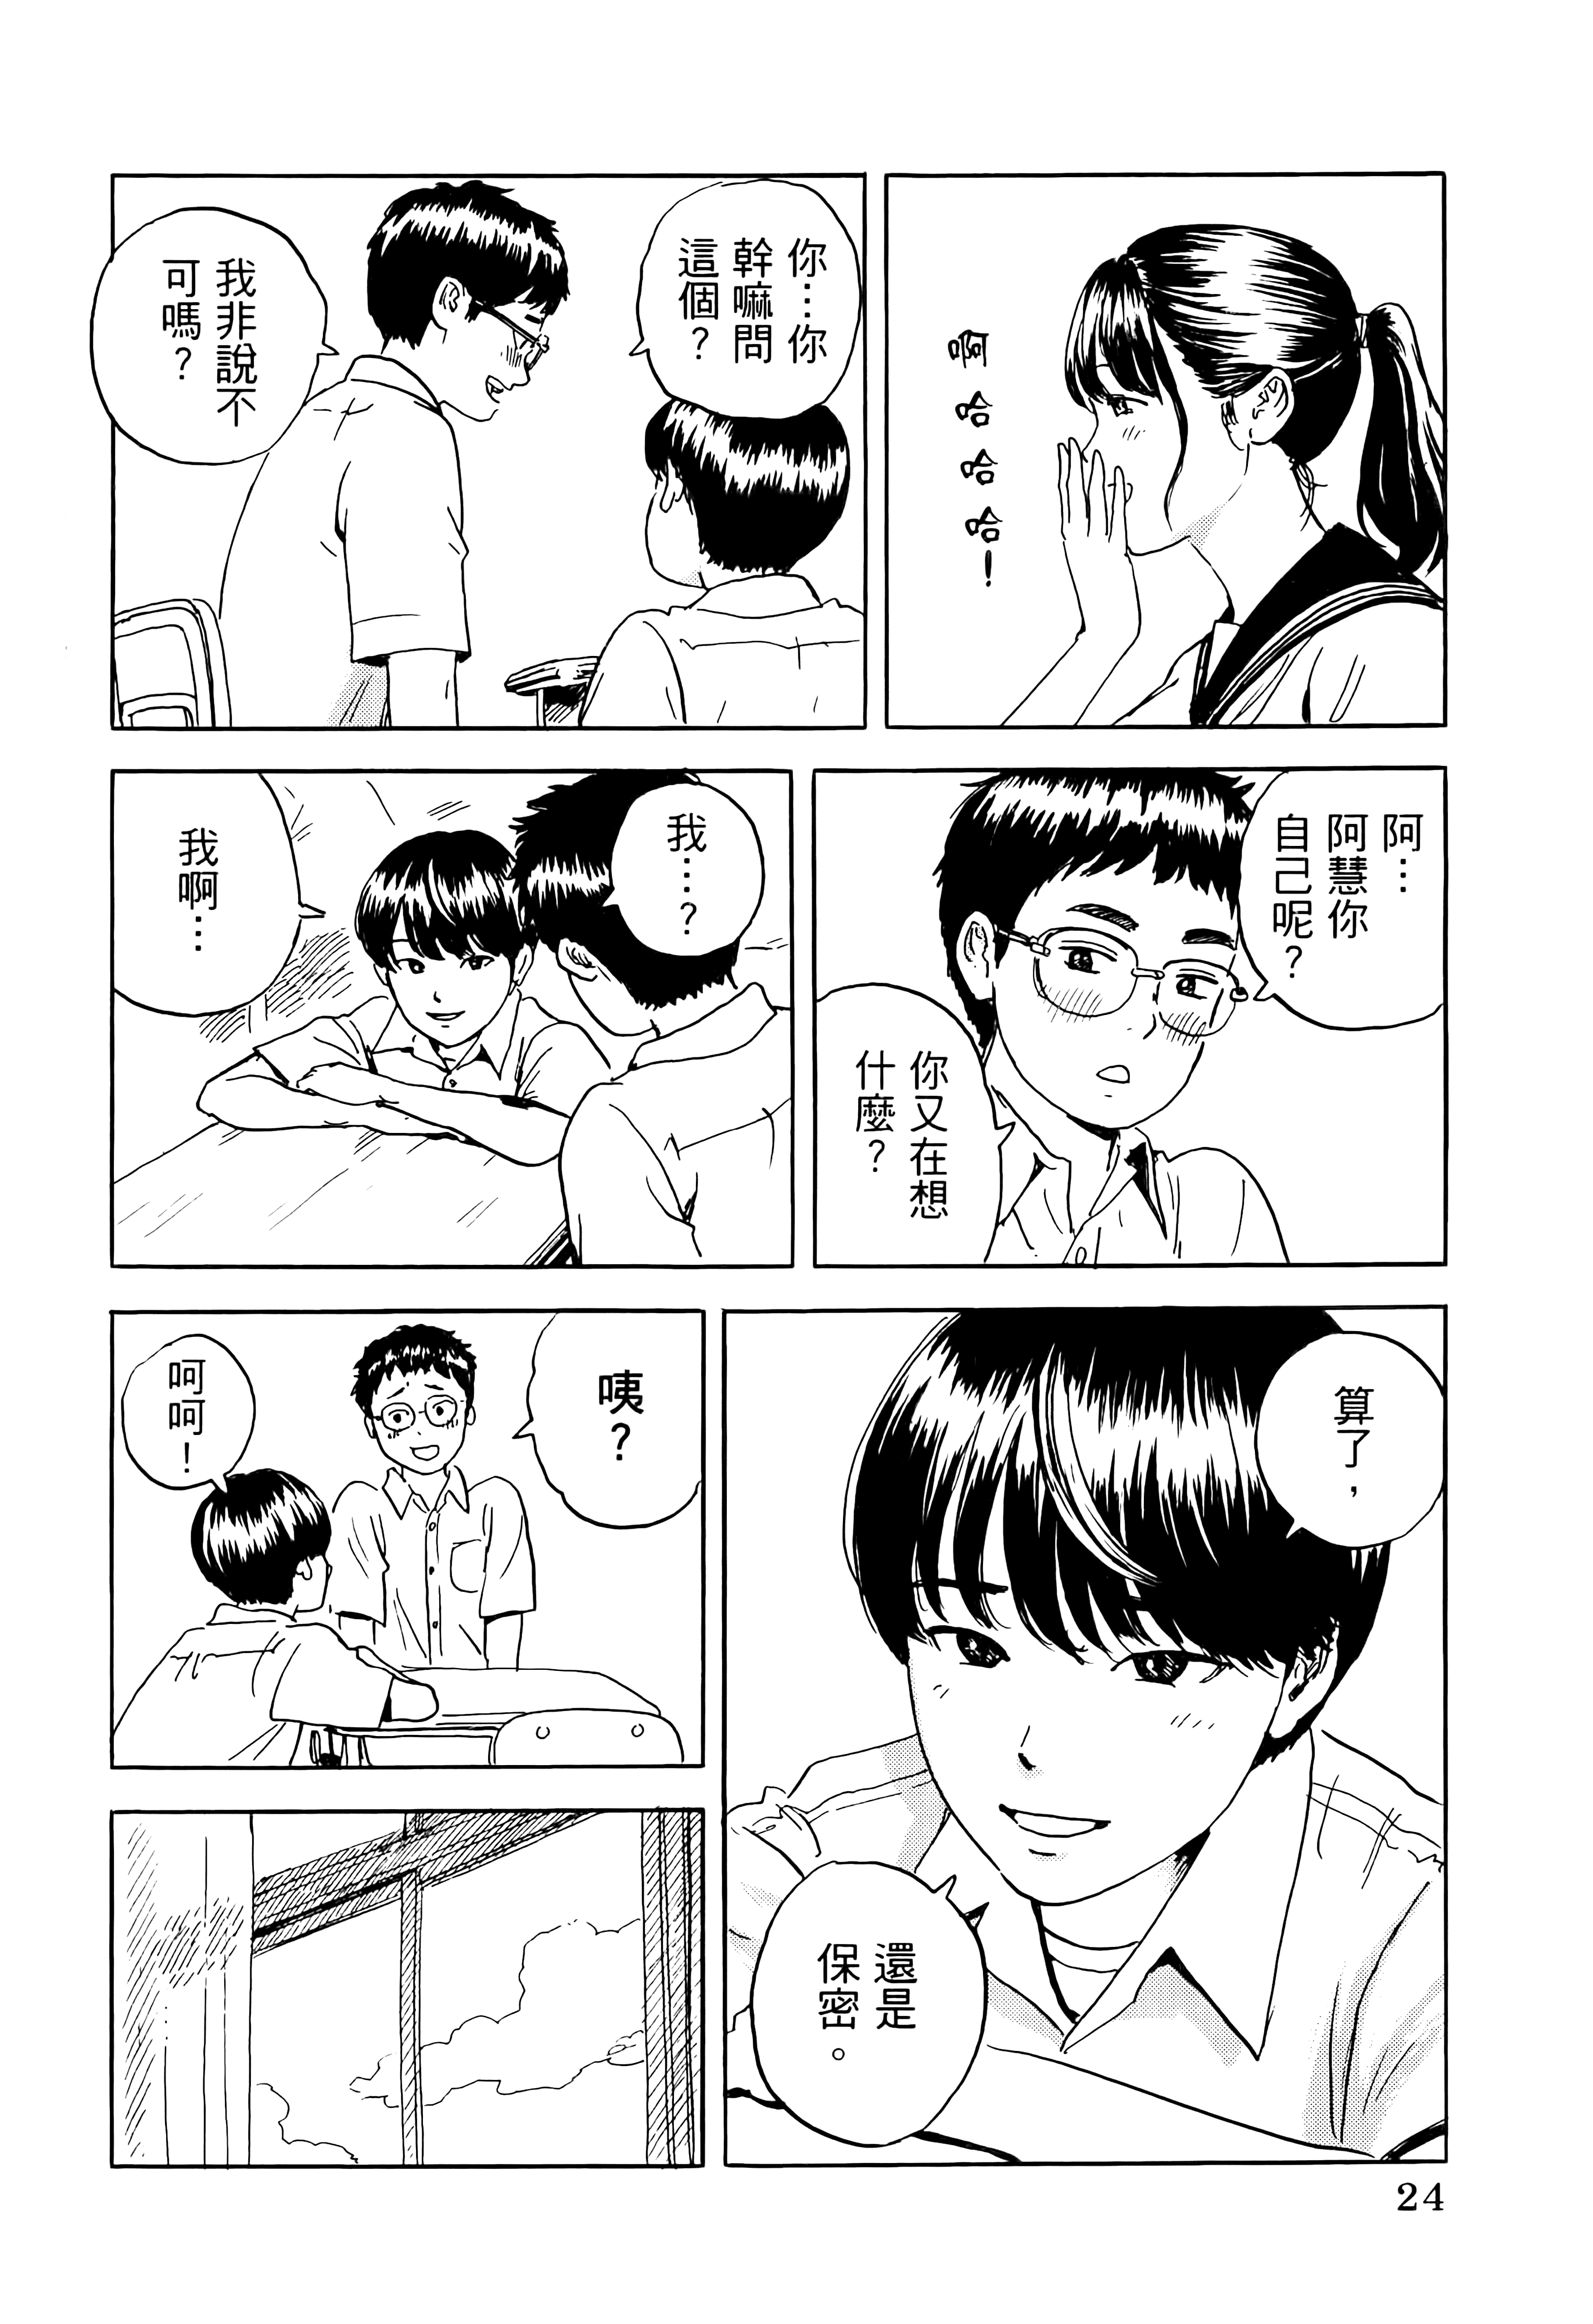 啊哈哈哈！
你…你
幹嘛問
這個？
我非說不
可嗎？
阿…
阿慧你
自己呢？
你又在想
什麼？
我…？
我啊…
算了，
還是
保密。
咦？
呵呵！
24